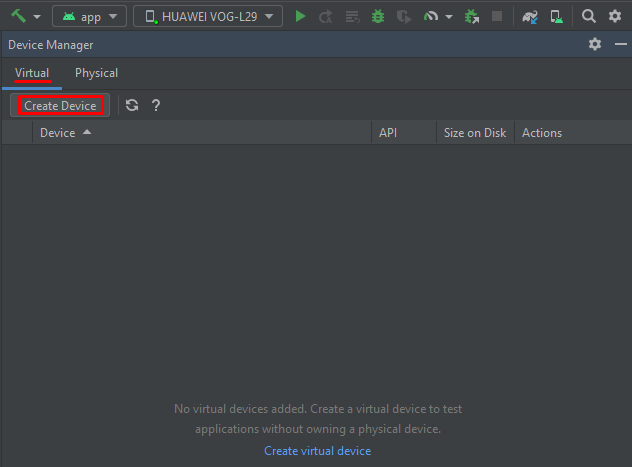 app
HUAWEI VOG-L29
Device Manager
Virtual Physical
Create Device ?
Device API Size on Disk Actions
No virtual devices added. Create a virtual device to test
applications without owning a physical device.
Create virtual device